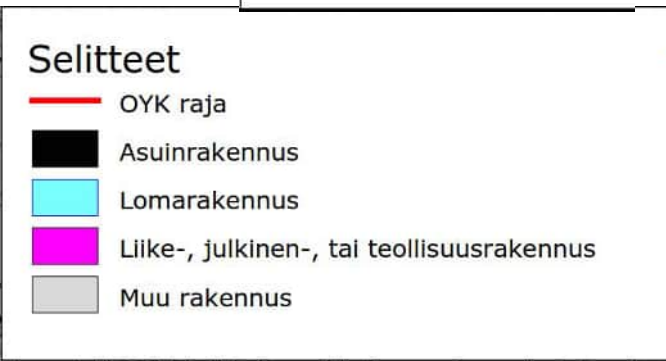 Selitteet
OYK raja
Asuinrakennus
Lomarakennus
Liike-, julkinen-, tai teollisuusrakennus
Muu rakennus